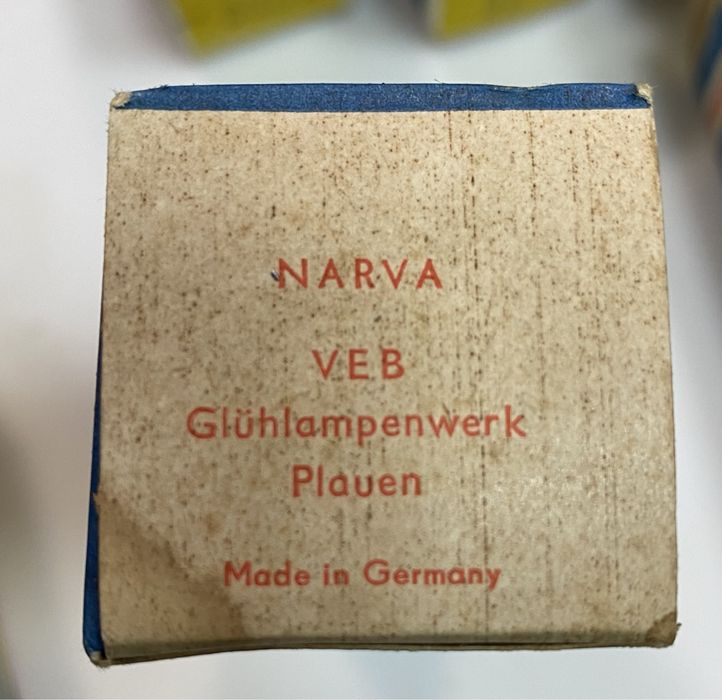 NARVA
VEB
Glühlampenwerk
Plauen
Made in Germany